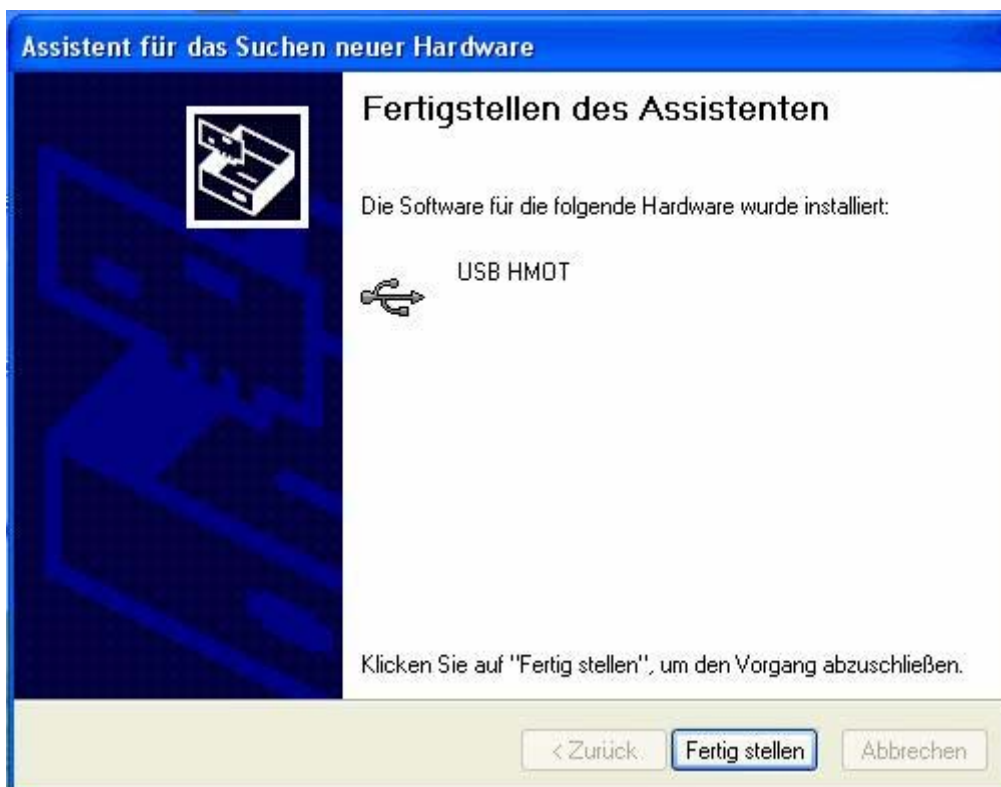 Assistent für das Suchen neuer Hardware
Fertigstellen des Assistenten
Die Software für die folgende Hardware wurde installiert:
USB HMOT
Klicken Sie auf "Fertig stellen", um den Vorgang abzuschließen.
< Zurück Fertig stellen Abbrechen